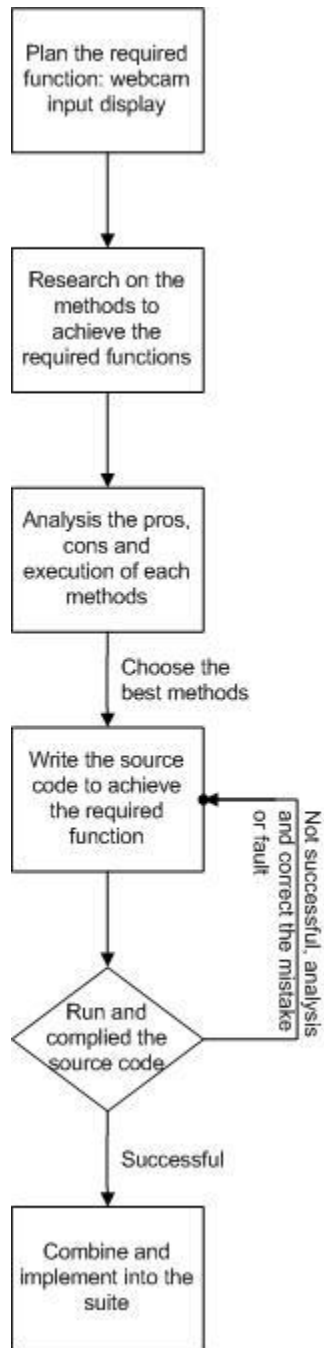 Plan the required
function: webcam
input display
Research on the
methods to
achieve the
required functions
Analysis the pros,
cons and
execution of each
methods
Choose the
best methods
Write the source
code to achieve
the required
function
Not successful, analysis
and correct the mistake
or fault
Run and
complied the
source code
Successful
Combine and
implement into the
suite